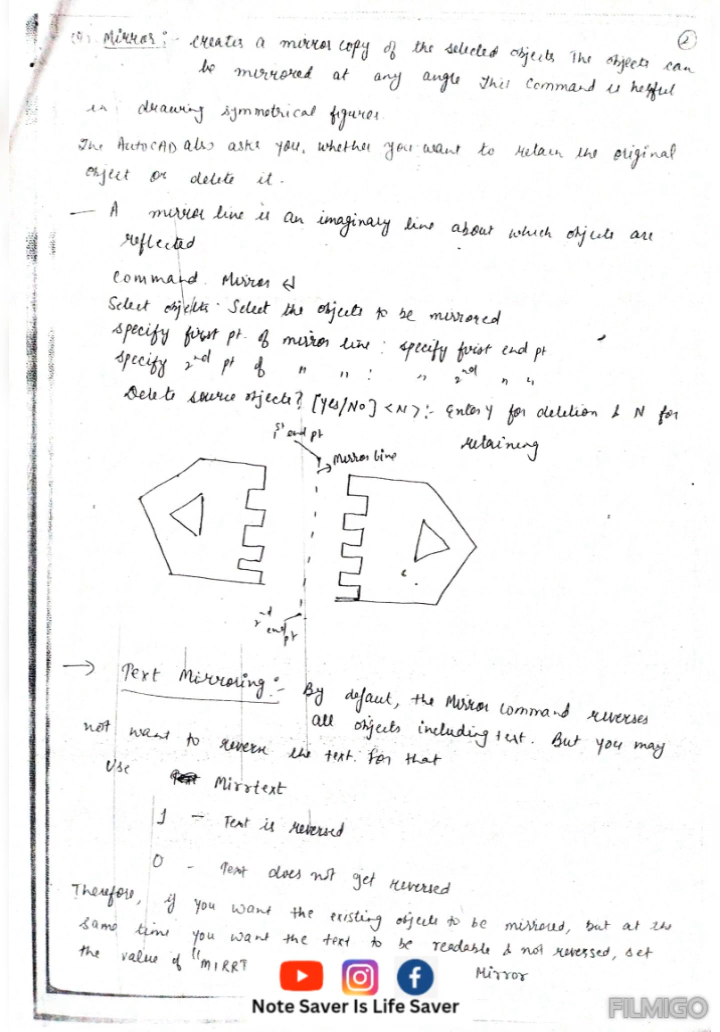 Mirror :- creates a mirror copy of the selected objects The objects can
2
be mirrored at any angle This command is helpful
in drawing symmetrical figures.
The AutoCAD also asks you, whether you want to retain the original
object or delete it.
— A mirror line is an imaginary line about which objects are
reflected
Command. Mirror ↲
Select objects. Select the objects to be mirrored
specify first pt. of mirror line : specify first end pt
specify 2nd pt of " " : " 2nd " "
Delete source objects? [Yes/No] <N> :- Enter Y for deletion & N for
retaining
1st end pt
→ Mirror line
2nd end pt
→ Text Mirroring :- By defaut, the Mirror Command reverses
all objects including text. But you may
not want to reverse the text. for that
Use Mirrtext
1 — Text is reversed
0 — Text does not get reversed
Therefore, if you want the existing objects to be mirrored, but at the
same time you want the text to be readable & not reversed, set
the value of "MIRRT Mirror
Note Saver Is Life Saver
FILMIGO